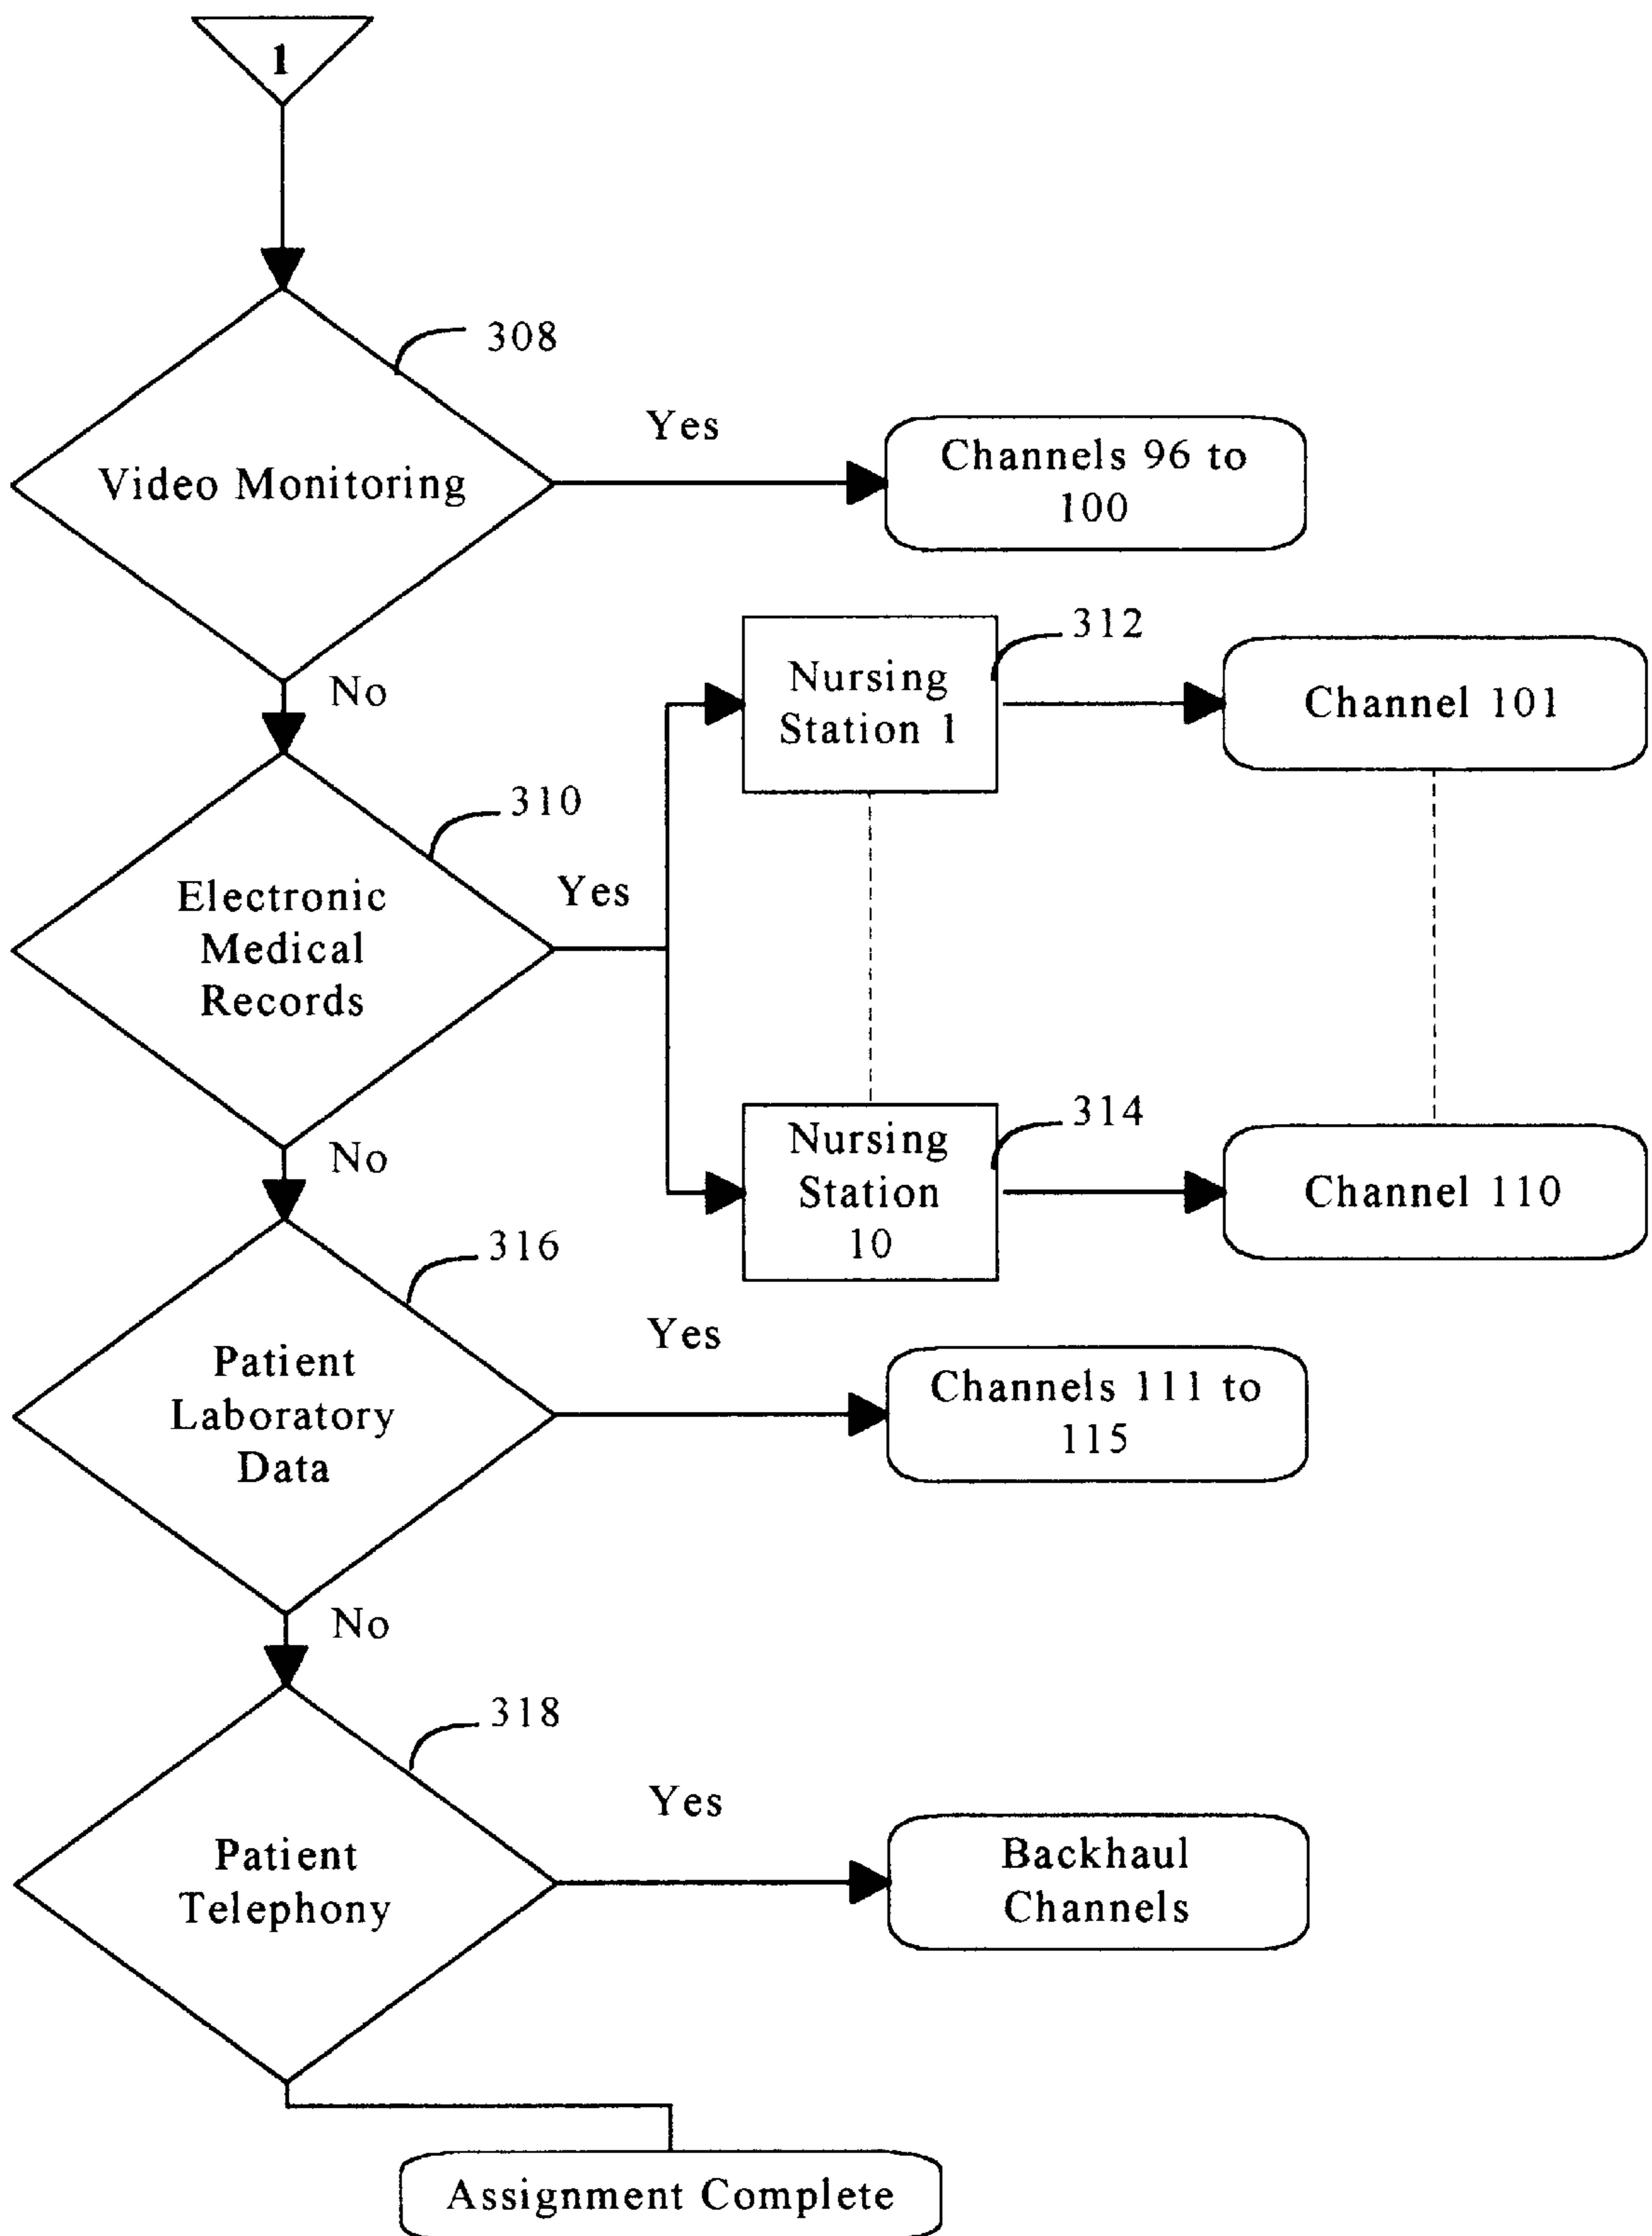 1
308
Yes
Video Monitoring
Channels 96 to
100
No
312
Nursing
Station 1
Channel 101
310
Electronic
Medical
Records
Yes
314
Nursing
Station
10
Channel 110
No
316
Patient
Laboratory
Data
Yes
Channels 111 to
115
No
318
Patient
Telephony
Yes
Backhaul
Channels
Assignment Complete